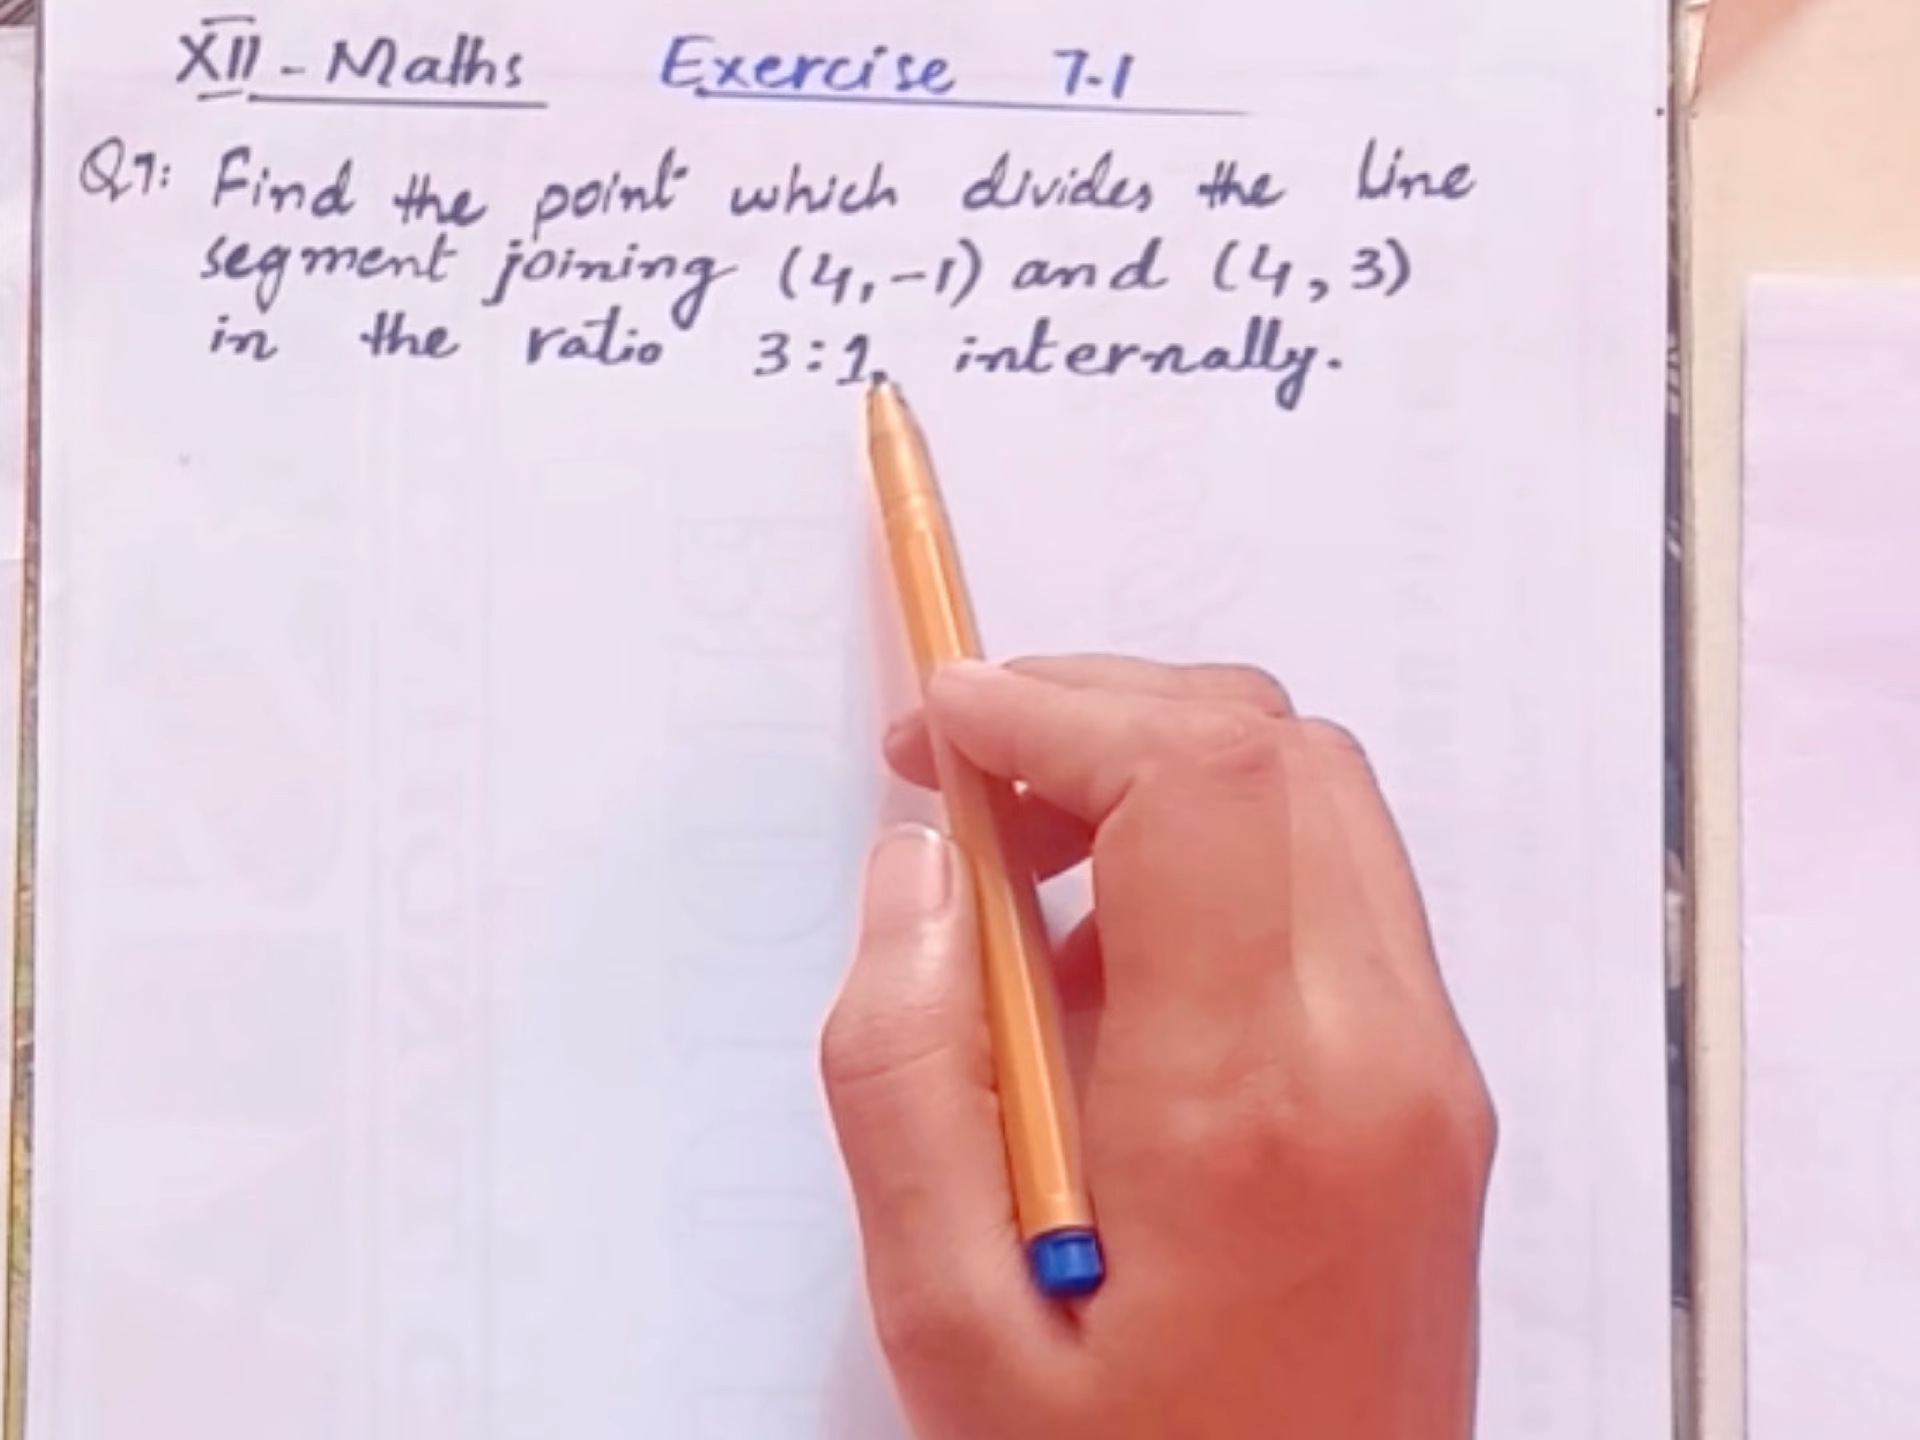 XII - Maths Exercise 7.1
Q7: Find the point which divides the line
segment joining (4,-1) and (4,3)
in the ratio 3:1, internally.